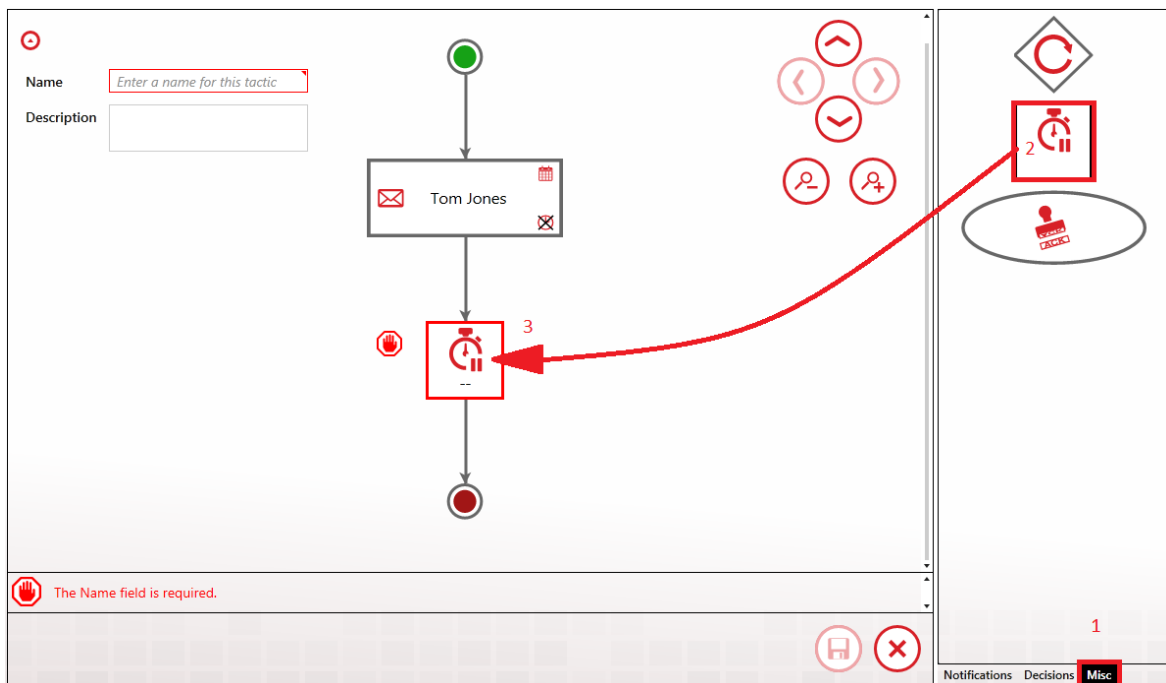 Name
Enter a name for this tactic
Description
Tom Jones
3
--
2
ACK
The Name field is required.
1
Notifications Decisions Misc